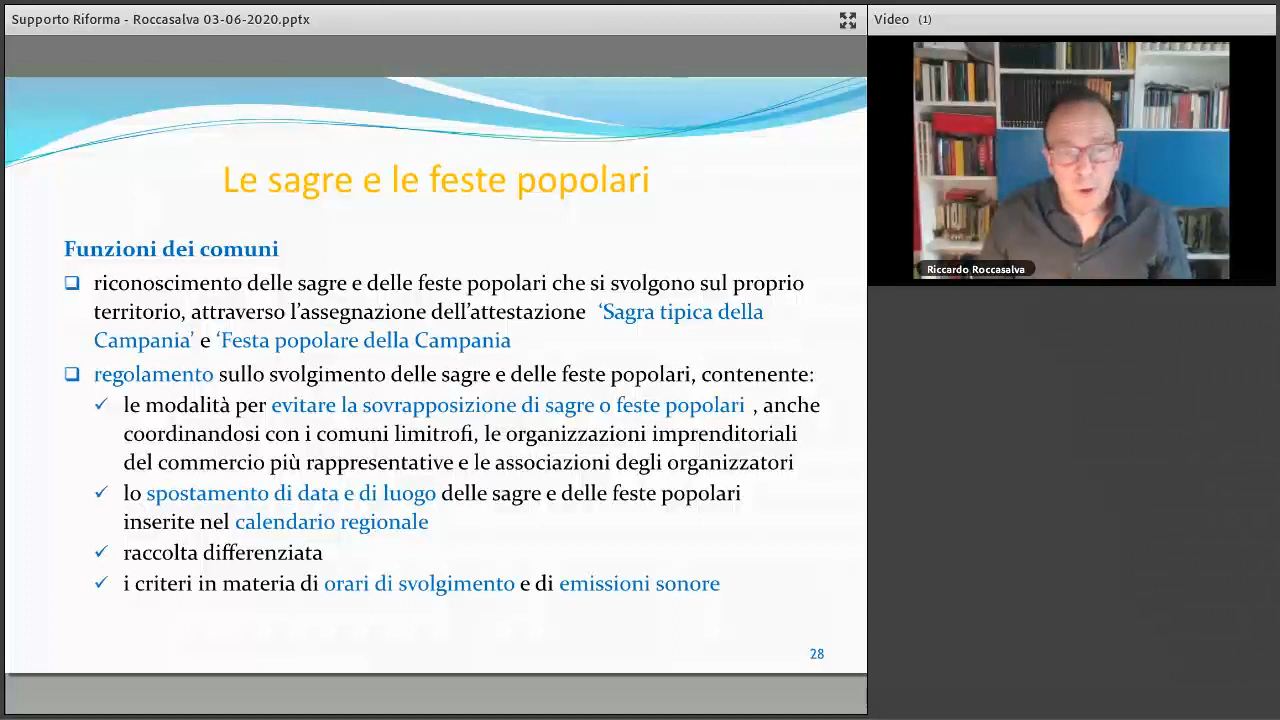 Supporto Riforma - Roccasalva 03-06-2020.pptx
Video (1)
Riccardo Roccasalva
Le sagre e le feste popolari
Funzioni dei comuni
riconoscimento delle sagre e delle feste popolari che si svolgono sul proprio
territorio, attraverso l’assegnazione dell’attestazione ‘Sagra tipica della
Campania’ e ‘Festa popolare della Campania
regolamento sullo svolgimento delle sagre e delle feste popolari, contenente:
le modalità per evitare la sovrapposizione di sagre o feste popolari , anche
coordinandosi con i comuni limitrofi, le organizzazioni imprenditoriali
del commercio più rappresentative e le associazioni degli organizzatori
lo spostamento di data e di luogo delle sagre e delle feste popolari
inserite nel calendario regionale
raccolta differenziata
i criteri in materia di orari di svolgimento e di emissioni sonore
28